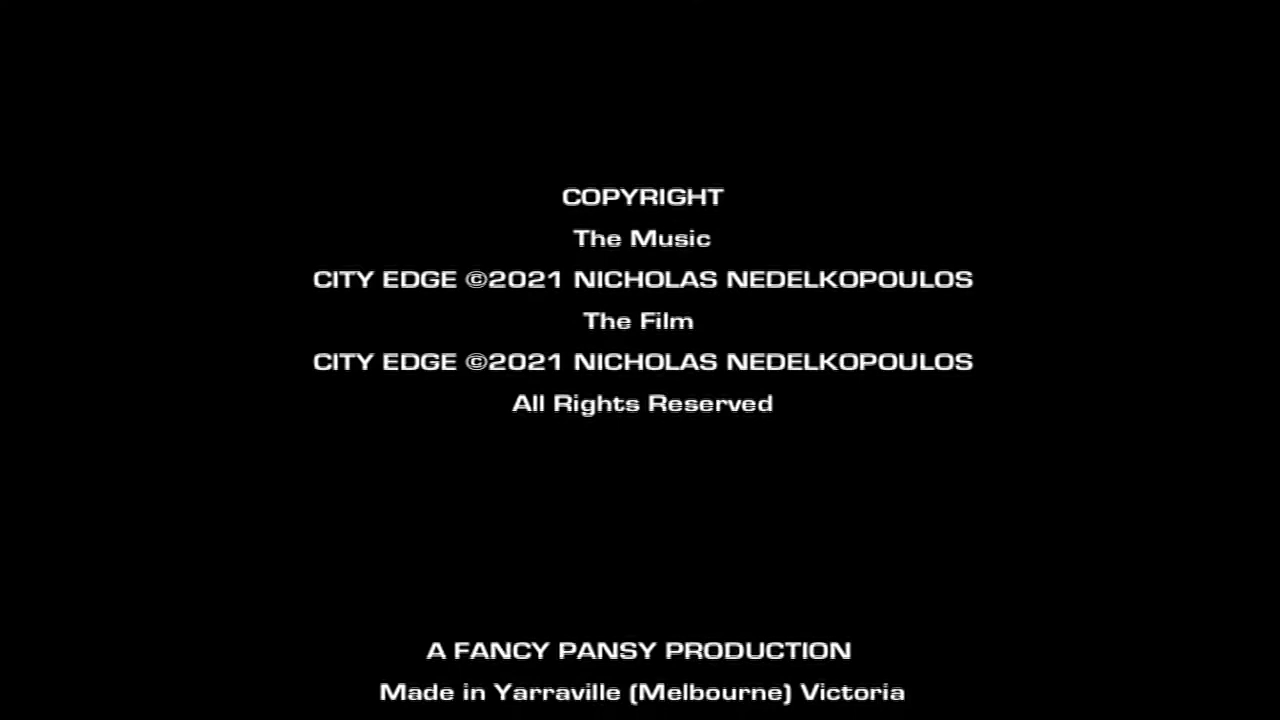 COPYRIGHT
The Music
CITY EDGE ©2021 NICHOLAS NEDELKOPOULOS
The Film
CITY EDGE ©2021 NICHOLAS NEDELKOPOULOS
All Rights Reserved
A FANCY PANSY PRODUCTION
Made in Yarraville (Melbourne) Victoria